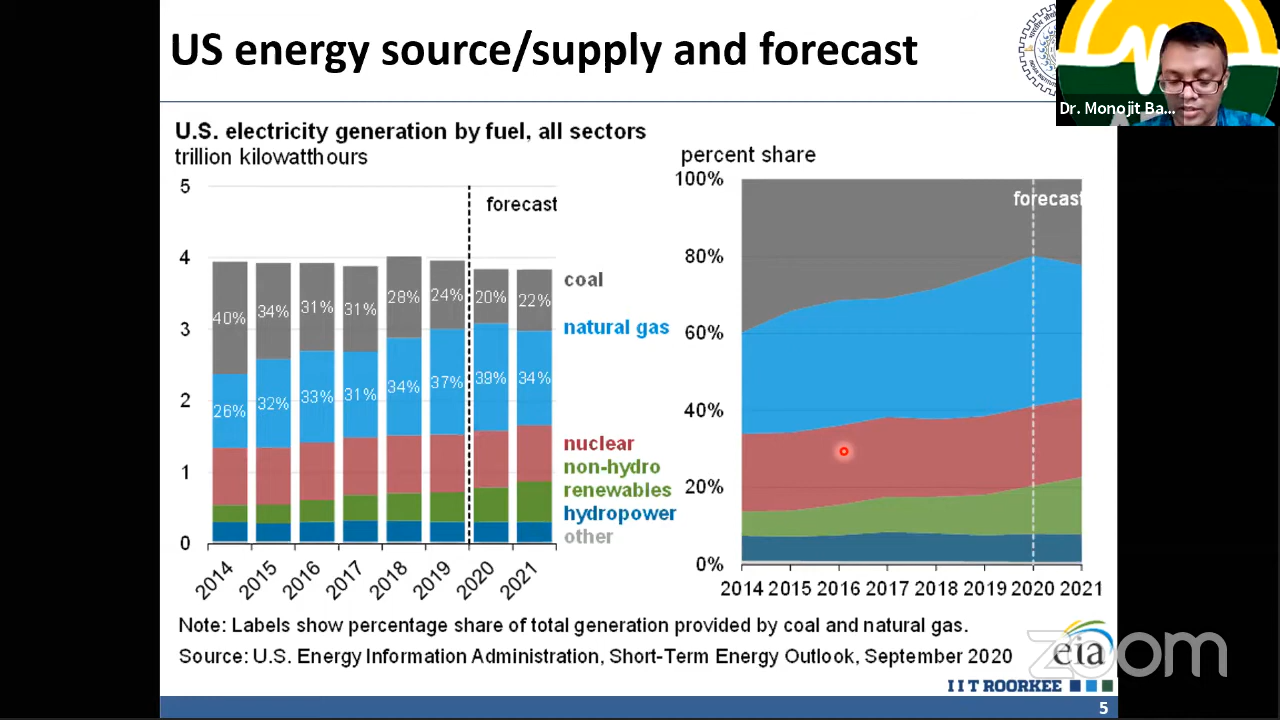 US energy source/supply and forecast
Dr. Monojit Ba...
U.S. electricity generation by fuel, all sectors
trillion kilowatthours
5
4
3
2
1
0
forecast
40%
34%
31%
31%
28%
24%
20%
22%
26%
32%
33%
31%
34%
37%
39%
34%
coal
natural gas
nuclear
non-hydro
renewables
hydropower
other
2014
2015
2016
2017
2018
2019
2020
2021
percent share
100%
80%
60%
40%
20%
0%
forecast
2014 2015 2016 2017 2018 2019 2020 2021
Note: Labels show percentage share of total generation provided by coal and natural gas.
Source: U.S. Energy Information Administration, Short-Term Energy Outlook, September 2020
eia
zoom
IIT ROORKEE
5